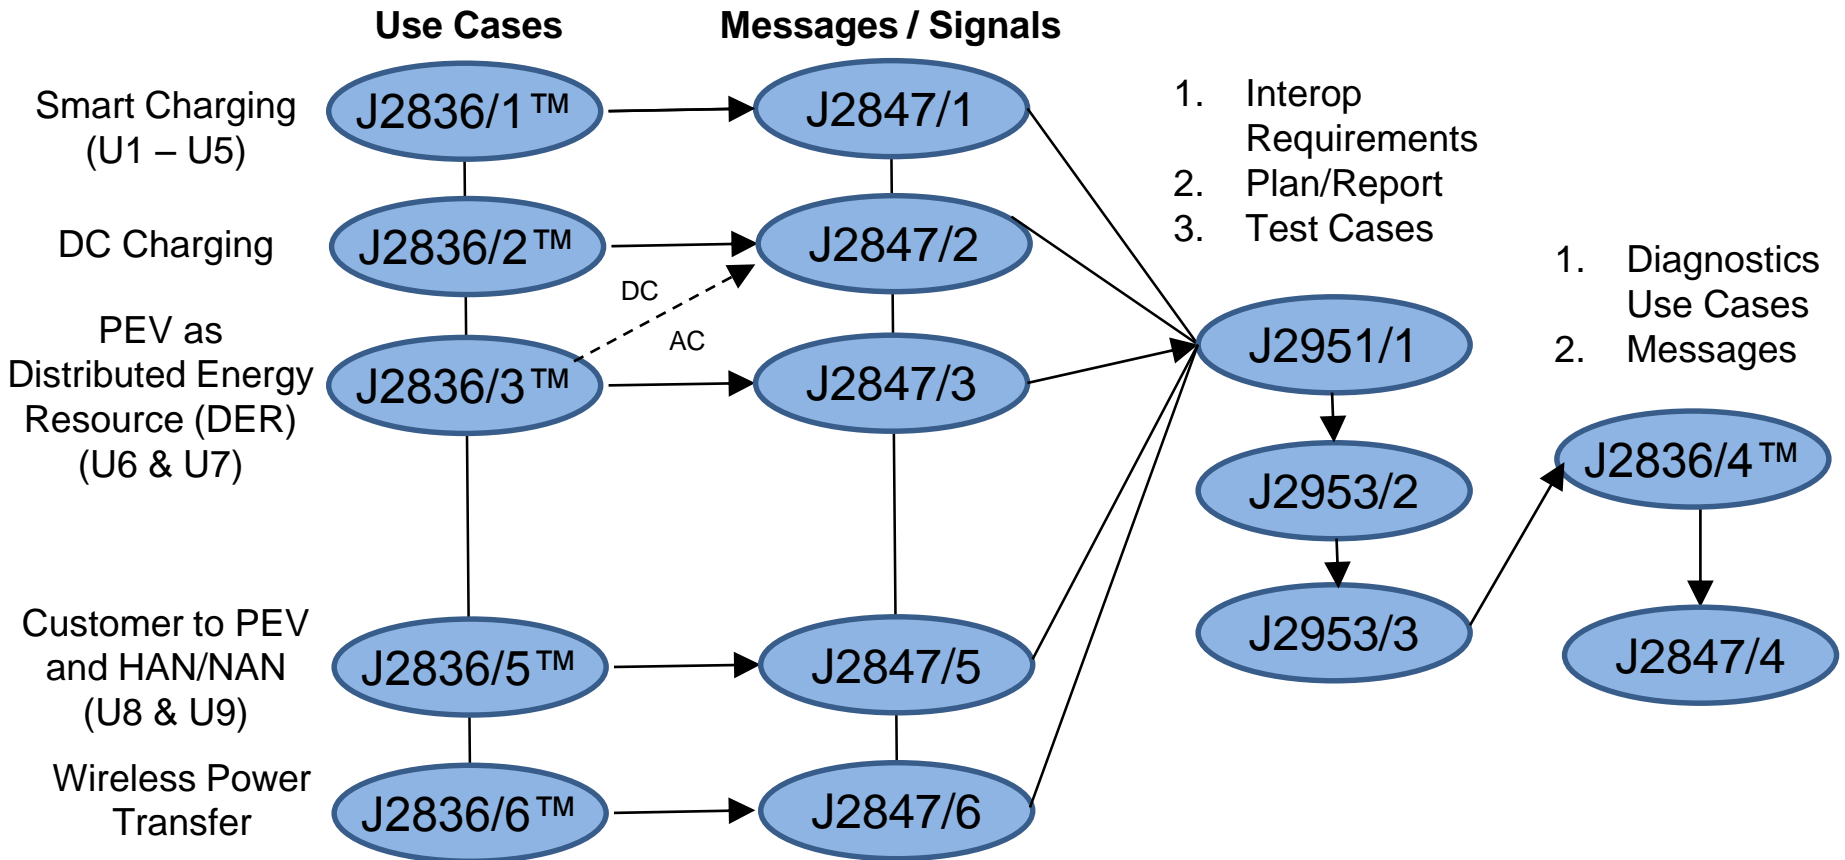 Use Cases
Messages / Signals
Smart Charging
(U1 – U5)
J2836/1™
J2847/1
1. Interop
Requirements
2. Plan/Report
3. Test Cases
DC Charging
J2836/2™
J2847/2
DC
AC
1. Diagnostics
Use Cases
2. Messages
PEV as
Distributed Energy
Resource (DER)
(U6 & U7)
J2836/3™
J2847/3
J2951/1
J2953/2
J2953/3
J2836/4™
J2847/4
Customer to PEV
and HAN/NAN
(U8 & U9)
J2836/5™
J2847/5
Wireless Power
Transfer
J2836/6™
J2847/6